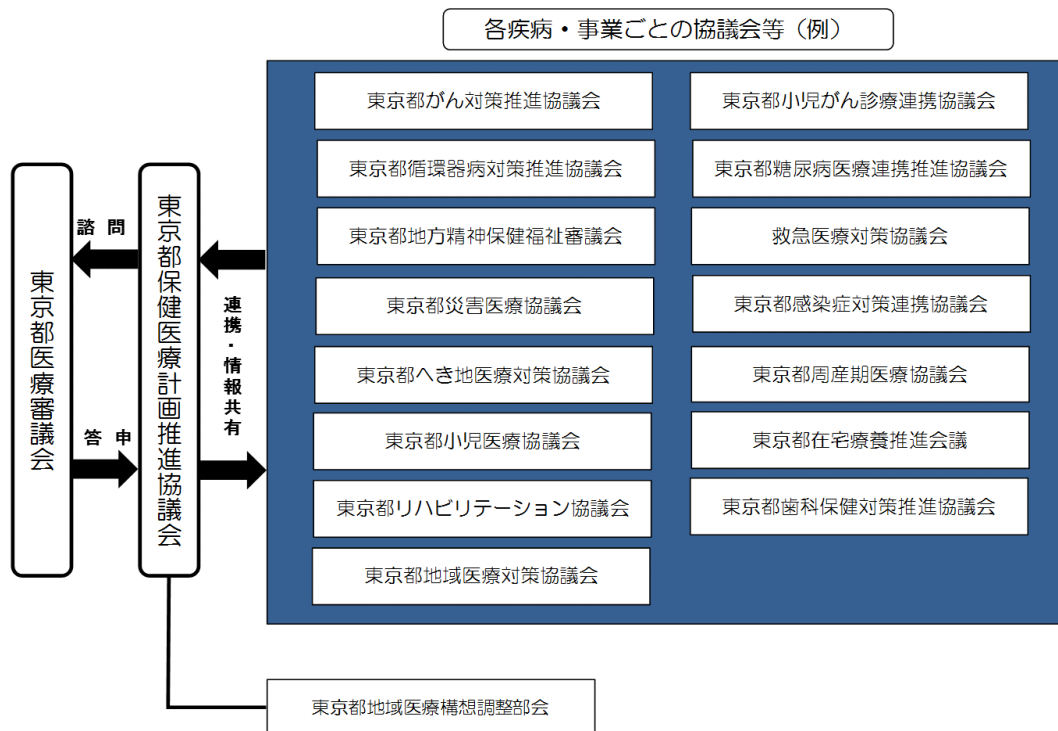 各疾病・事業ごとの協議会等（例）
東京都がん対策推進協議会
東京都小児がん診療連携協議会
東京都循環器病対策推進協議会
東京都糖尿病医療連携推進協議会
東京都地方精神保健福祉審議会
救急医療対策協議会
東京都災害医療協議会
東京都感染症対策連携協議会
東京都へき地医療対策協議会
東京都周産期医療協議会
東京都小児医療協議会
東京都在宅療養推進会議
東京都リハビリテーション協議会
東京都歯科保健対策推進協議会
東京都地域医療対策協議会
連携・情報共有
東京都保健医療計画推進協議会
諮問
答申
東京都医療審議会
東京都地域医療構想調整部会